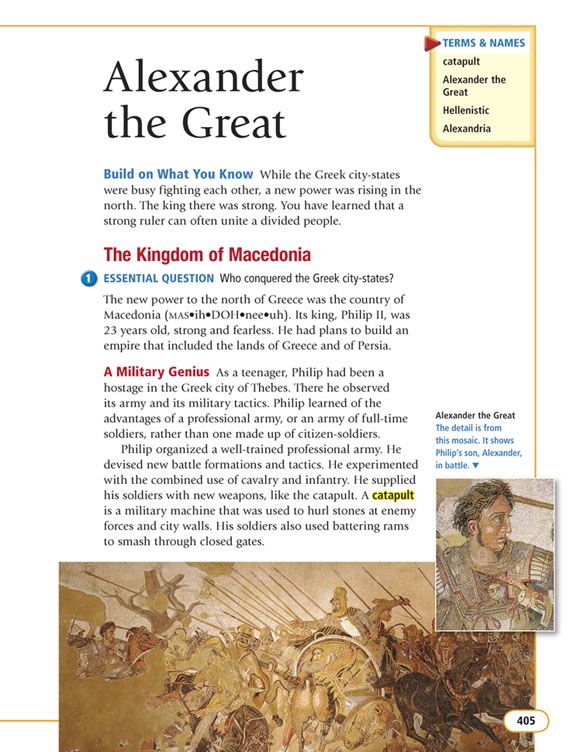 Alexander
the Great
TERMS & NAMES
catapult
Alexander the
Great
Hellenistic
Alexandria
Build on What You Know While the Greek city-states
were busy fighting each other, a new power was rising in the
north. The king there was strong. You have learned that a
strong ruler can often unite a divided people.
The Kingdom of Macedonia
1 ESSENTIAL QUESTION Who conquered the Greek city-states?
The new power to the north of Greece was the country of
Macedonia (MAS•ih•DOH•nee•uh). Its king, Philip II, was
23 years old, strong and fearless. He had plans to build an
empire that included the lands of Greece and of Persia.
A Military Genius As a teenager, Philip had been a
hostage in the Greek city of Thebes. There he observed
its army and its military tactics. Philip learned of the
advantages of a professional army, or an army of full-time
soldiers, rather than one made up of citizen-soldiers.
Philip organized a well-trained professional army. He
devised new battle formations and tactics. He experimented
with the combined use of cavalry and infantry. He supplied
his soldiers with new weapons, like the catapult. A catapult
is a military machine that was used to hurl stones at enemy
forces and city walls. His soldiers also used battering rams
to smash through closed gates.
Alexander the Great
The detail is from
this mosaic. It shows
Philip's son, Alexander,
in battle. ▼
405